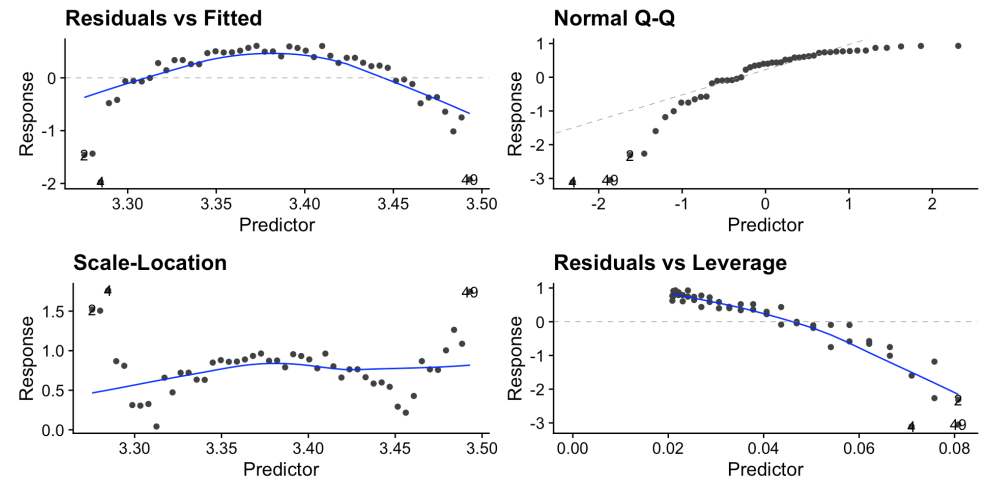 Residuals vs Fitted
Response
0
-1
-2
2
4
49
3.30 3.35 3.40 3.45 3.50
Predictor
Normal Q-Q
Response
1
0
-1
-2
-3
4
49
2
-2 -1 0 1 2
Predictor
Scale-Location
Response
1.5
1.0
0.5
0.0
2
4
49
3.30 3.35 3.40 3.45 3.50
Predictor
Residuals vs Leverage
Response
1
0
-1
-2
-3
2
4
49
0.00 0.02 0.04 0.06 0.08
Predictor